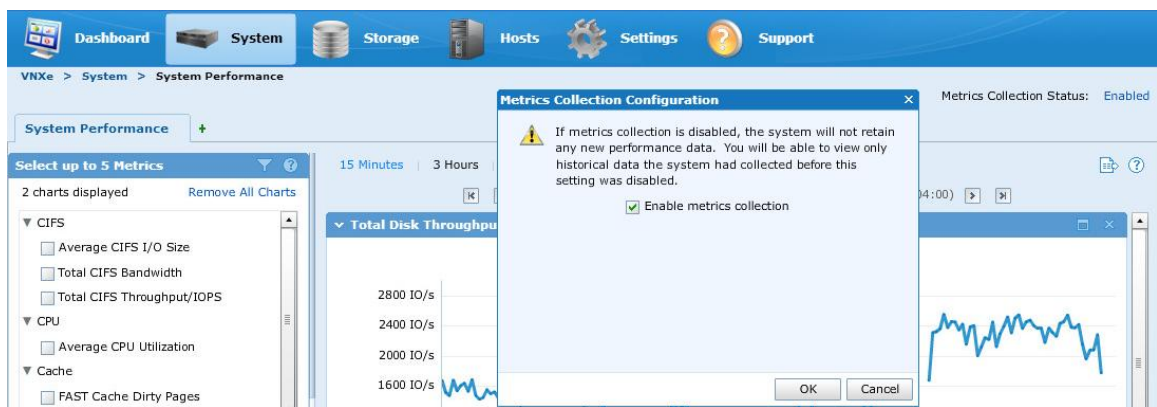 Dashboard
System
Storage
Hosts
Settings
Support
VNXe > System > System Performance
Metrics Collection Status: Enabled
System Performance +
Select up to 5 Metrics
2 charts displayed Remove All Charts
CIFS
Average CIFS I/O Size
Total CIFS Bandwidth
Total CIFS Throughput/IOPS
CPU
Average CPU Utilization
Cache
FAST Cache Dirty Pages
15 Minutes | 3 Hours
04:00)
Total Disk Throughpu
2800 IO/s
2400 IO/s
2000 IO/s
1600 IO/s
Metrics Collection Configuration
If metrics collection is disabled, the system will not retain
any new performance data. You will be able to view only
historical data the system had collected before this
setting was disabled.
Enable metrics collection
OK
Cancel